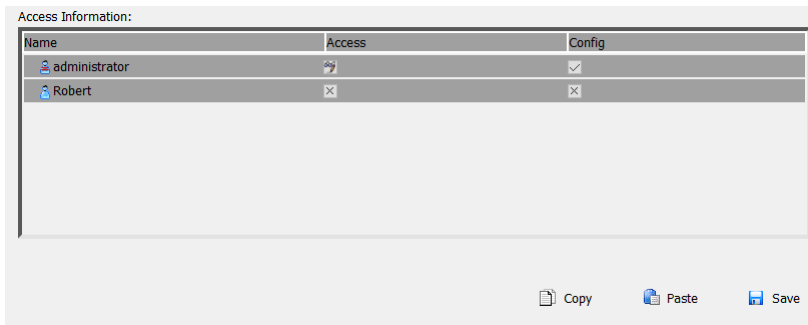 Access Information:
Name Access Config
administrator
Robert
Copy Paste Save